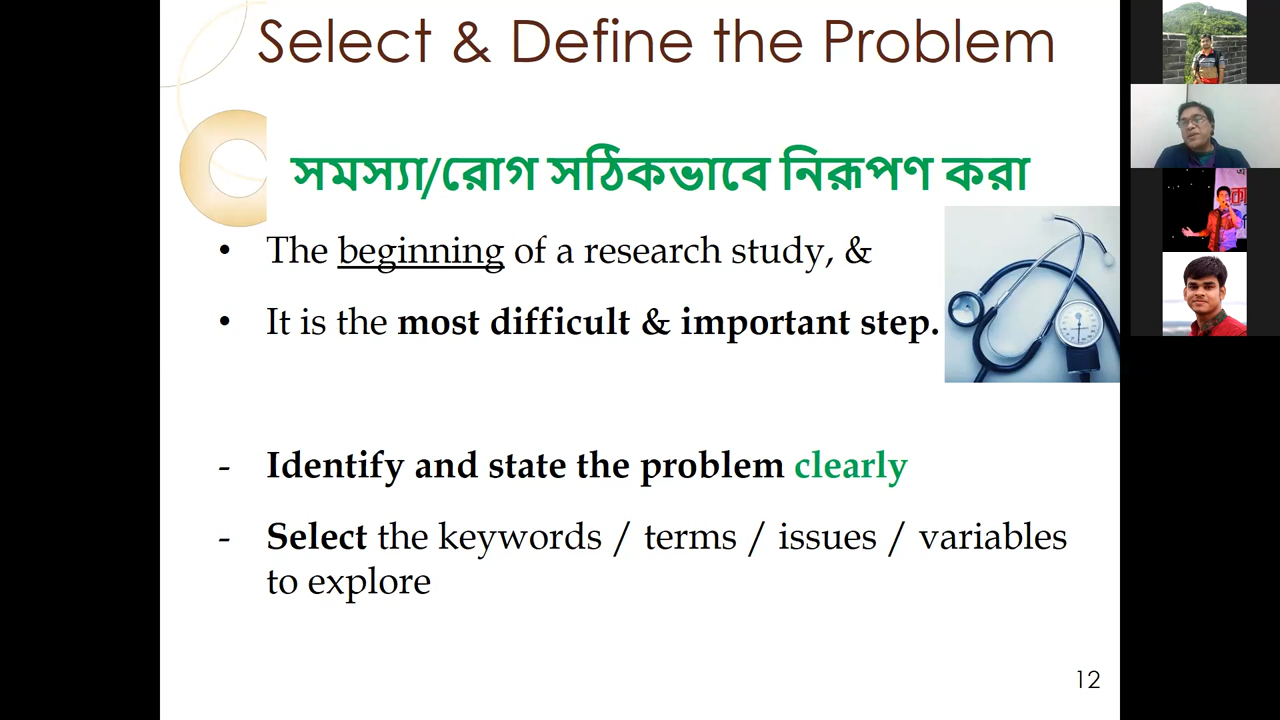 Select & Define the Problem
সমস্যা/রোগ সঠিকভাবে নিরূপণ করা
• The beginning of a research study, &
• It is the most difficult & important step.
- Identify and state the problem clearly
- Select the keywords / terms / issues / variables
to explore
12